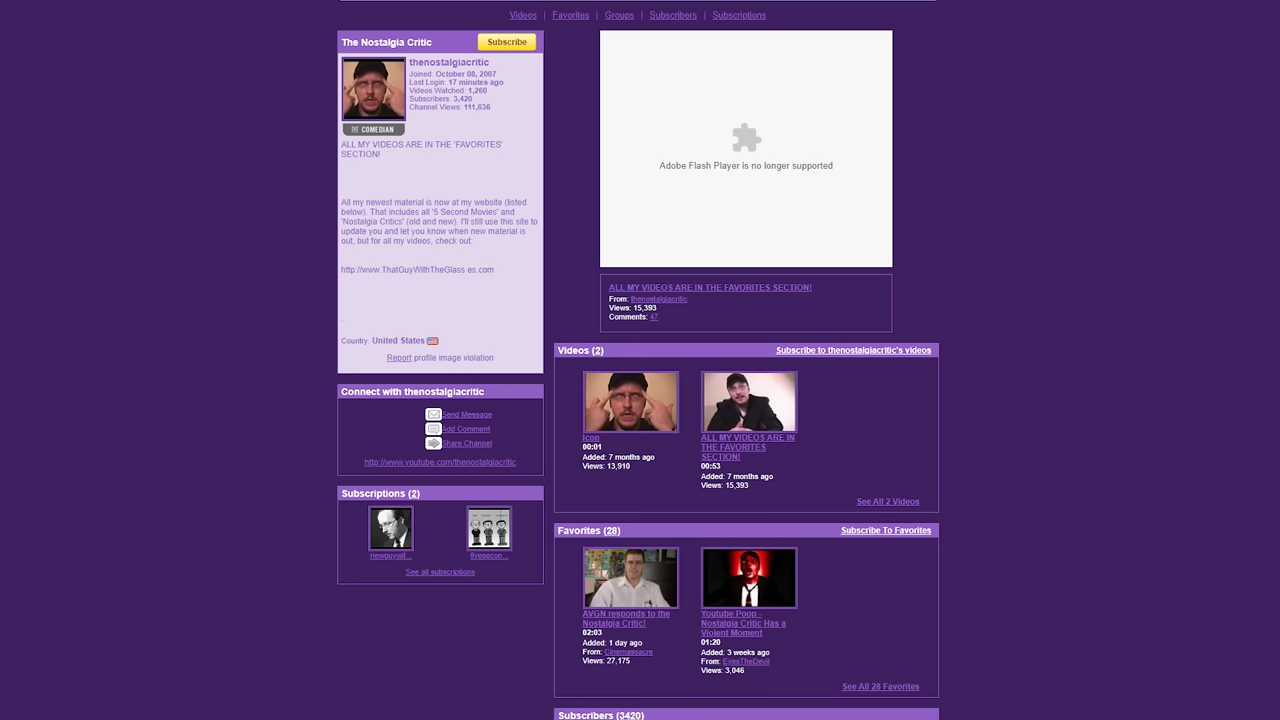 Videos | Favorites | Groups | Subscribers | Subscriptions
The Nostalgia Critic
Subscribe
thenostalgiacritic
Joined: October 08, 2007
Last Login: 17 minutes ago
Videos Watched: 1,260
Subscribers: 3,420
Channel Views: 111,636
COMEDIAN
ALL MY VIDEOS ARE IN THE 'FAVORITES'
SECTION!
All my newest material is now at my website (listed
below). That includes all '5 Second Movies' and
'Nostalgia Critics' (old and new). I'll still use this site to
update you and let you know when new material is
out, but for all my videos, check out:
http://www.ThatGuyWithTheGlass es.com
.
Country: United States
Report profile image violation
Connect with thenostalgiacritic
Send Message
Add Comment
Share Channel
http://www.youtube.com/thenostalgiacritic
Subscriptions (2)
newguywit...
fivesecon...
See all subscriptions
Adobe Flash Player is no longer supported
ALL MY VIDEOS ARE IN THE FAVORITES SECTION!
From: thenostalgiacritic
Views: 15,393
Comments: 47
Videos (2)
Subscribe to thenostalgiacritic's videos
Icon
00:01
Added: 7 months ago
Views: 13,910
ALL MY VIDEOS ARE IN
THE FAVORITES
SECTION!
00:53
Added: 7 months ago
Views: 15,393
See All 2 Videos
Favorites (28)
Subscribe To Favorites
AVGN responds to the
Nostalgia Critic!
02:03
Added: 1 day ago
From: Cinemassacre
Views: 27,175
Youtube Poop -
Nostalgia Critic Has a
Violent Moment
01:20
Added: 3 weeks ago
From: EyesTheDevil
Views: 3,046
See All 28 Favorites
Subscribers (3420)